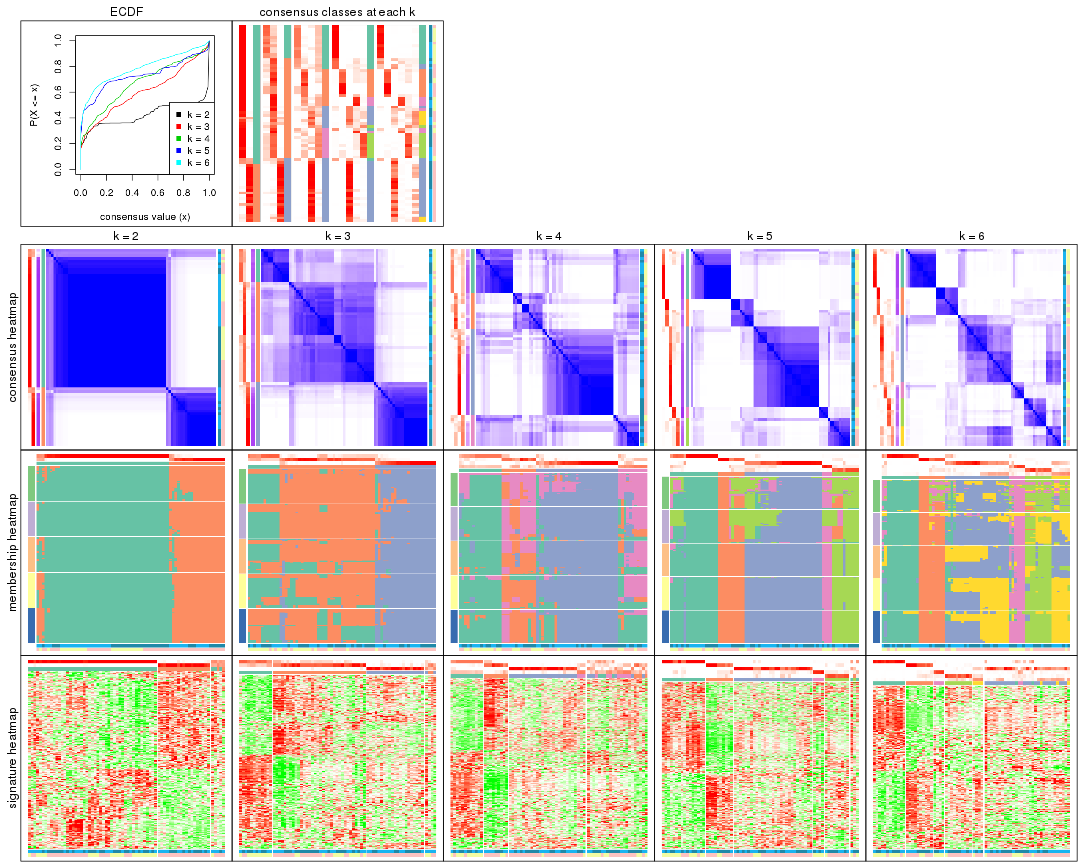 ECDF
consensus classes at each k
P(X <= x)
0.0 0.2 0.4 0.6 0.8 1.0
k = 2
k = 3
k = 4
k = 5
k = 6
0.0 0.2 0.4 0.6 0.8 1.0
consensus value (x)
k = 2
k = 3
k = 4
k = 5
k = 6
consensus heatmap
membership heatmap
signature heatmap